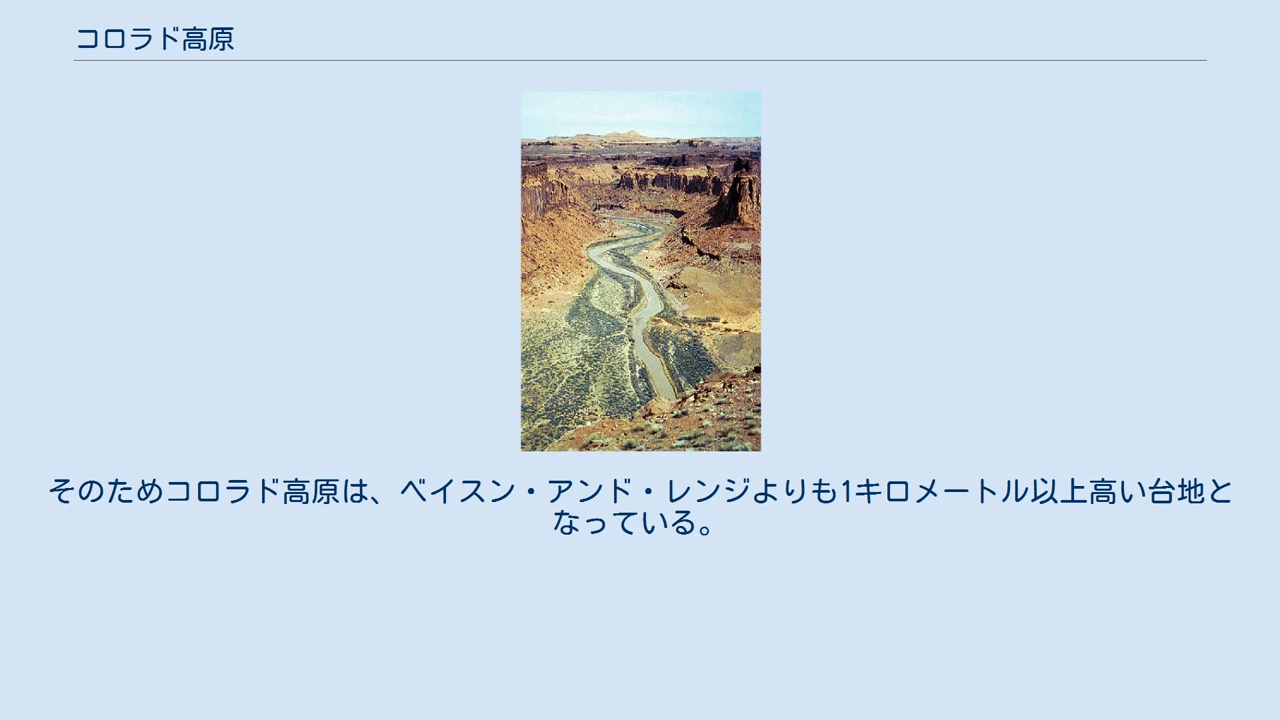 コロラド高原
そのためコロラド高原は、ベイスン・アンド・レンジよりも1キロメートル以上高い台地と
なっている。